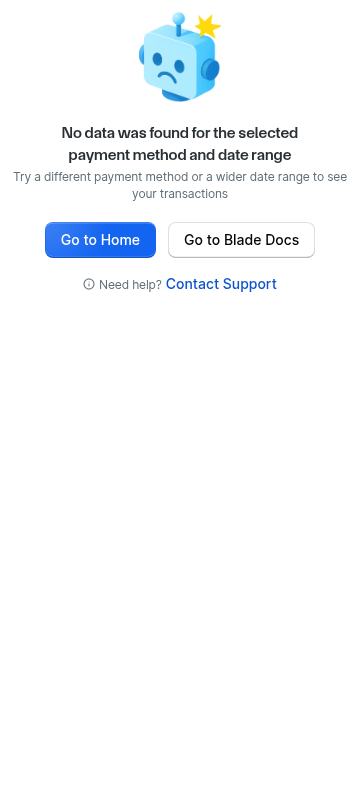 No data was found for the selected
payment method and date range
Try a different payment method or a wider date range to see
your transactions
Go to Home
Go to Blade Docs
Need help? Contact Support